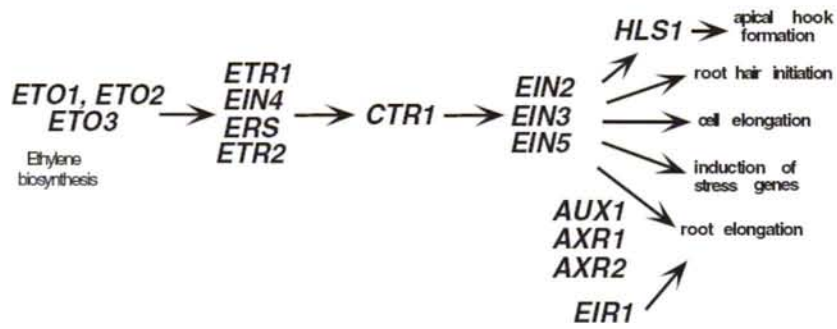 HLS1
apical hook
formation
ETO1, ETO2
ETO3
Ethylene
biosynthesis
ETR1
EIN4
ERS
ETR2
CTR1
EIN2
EIN3
EIN5
root hair initiation
cell elongation
induction of
stress genes
root elongation
AUX1
AXR1
AXR2
EIR1